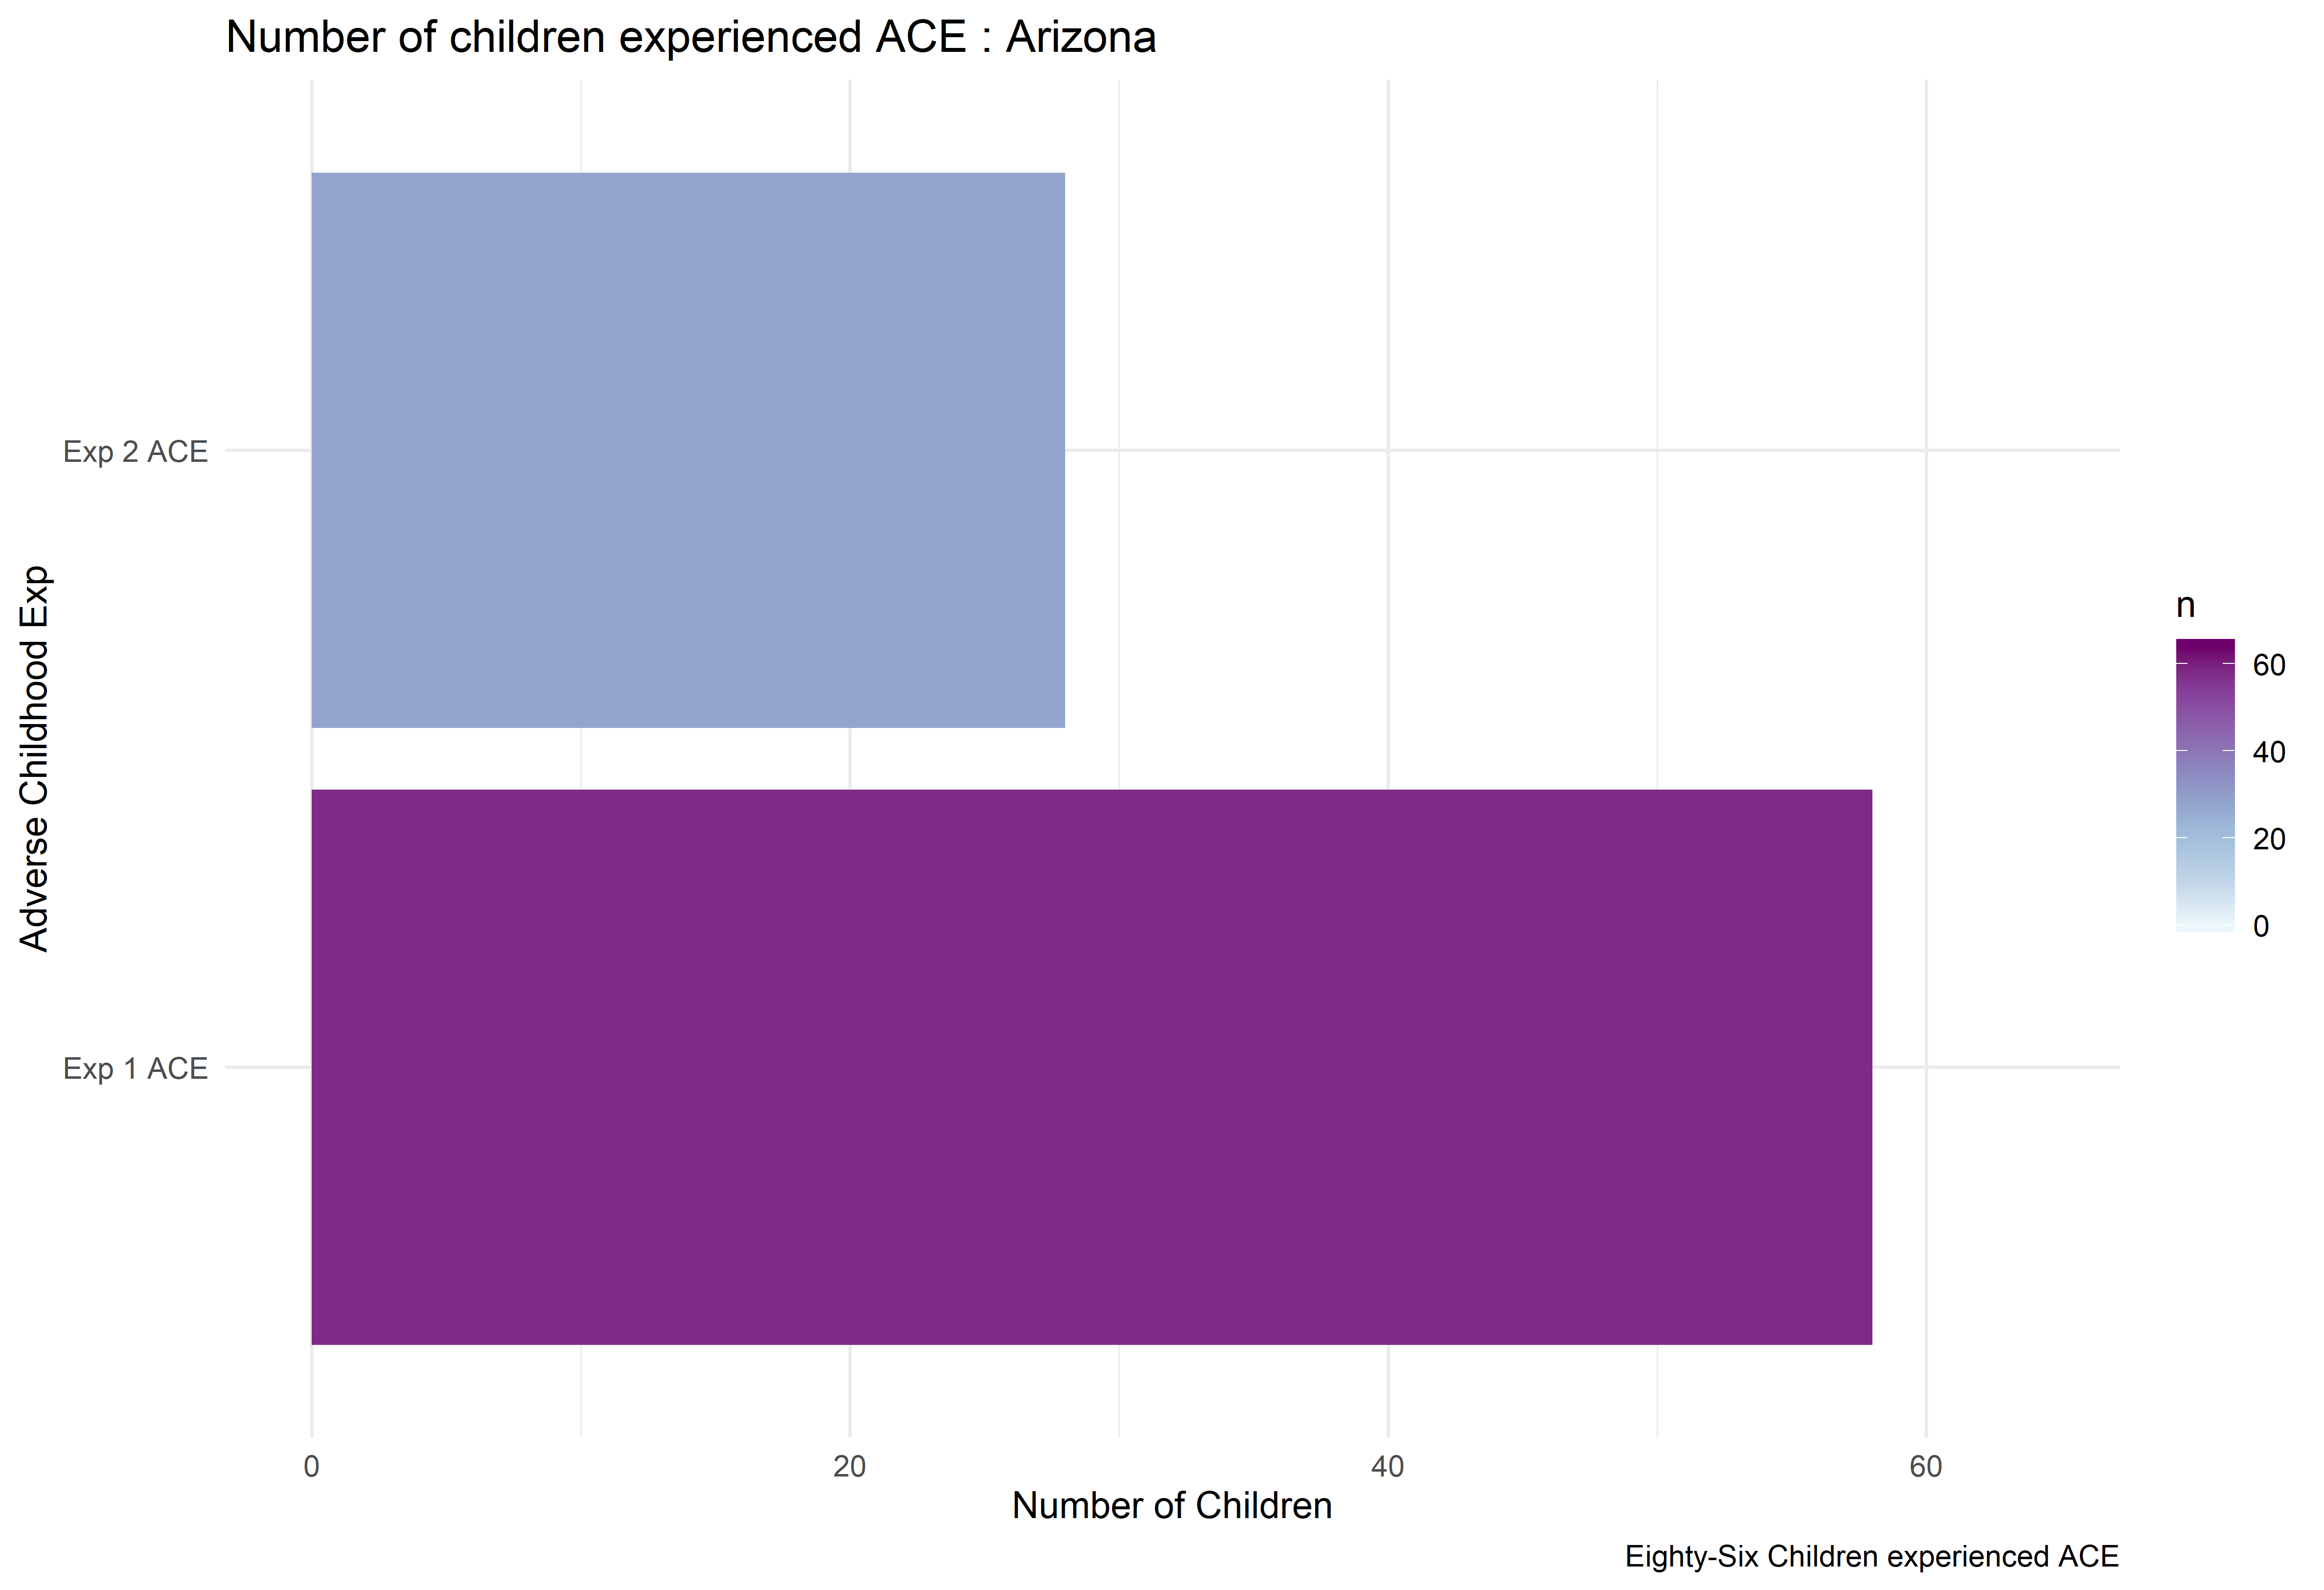 Number of children experienced ACE : Arizona
Adverse Childhood Exp
Exp 2 ACE
Exp 1 ACE
0
20
40
60
Number of Children
n
60
40
20
0
Eighty-Six Children experienced ACE